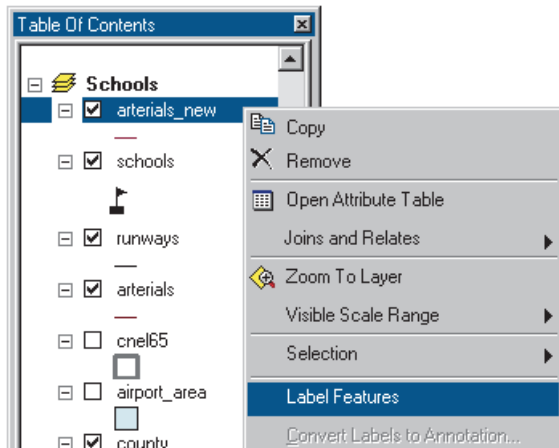 Table Of Contents
Schools
arterials_new
schools
runways
arterials
cnel65
airport_area
county
Copy
Remove
Open Attribute Table
Joins and Relates
Zoom To Layer
Visible Scale Range
Selection
Label Features
Convert Labels to Annotation...